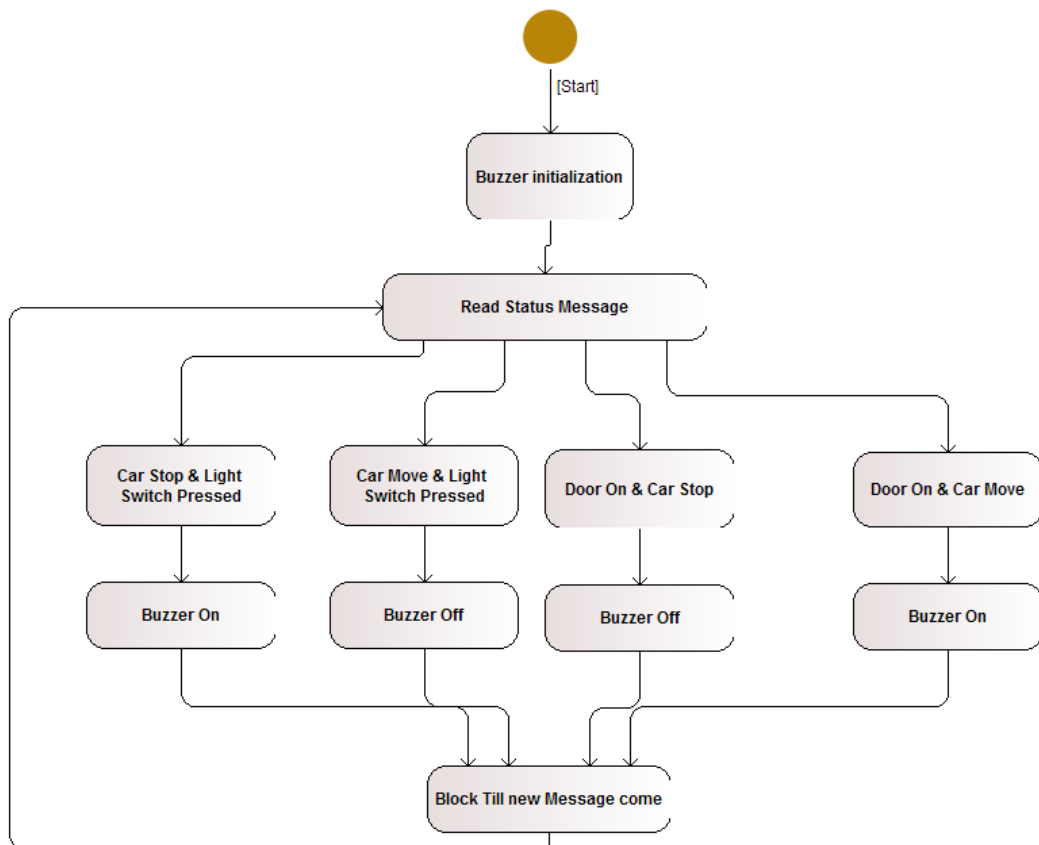 [Start]
Buzzer initialization
Read Status Message
Car Stop & Light
Switch Pressed
Car Move & Light
Switch Pressed
Door On & Car Stop
Door On & Car Move
Buzzer On
Buzzer Off
Buzzer Off
Buzzer On
Block Till new Message come